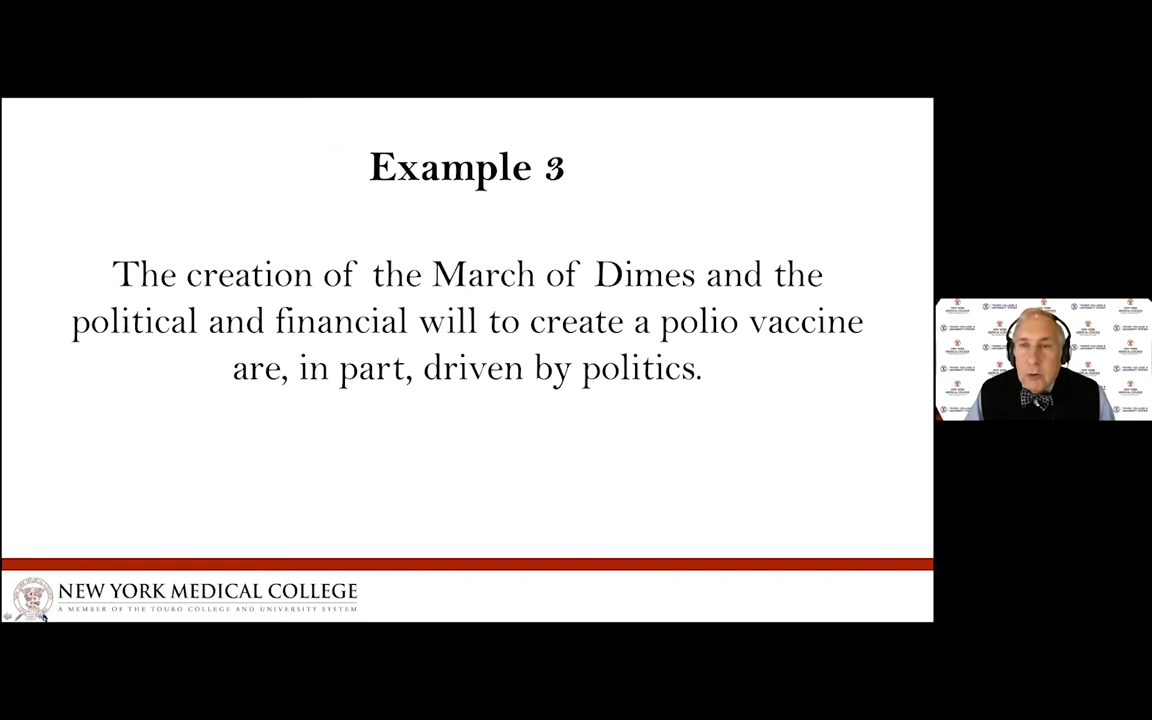 Example 3
The creation of the March of Dimes and the
political and financial will to create a polio vaccine
are, in part, driven by politics.
NEW YORK MEDICAL COLLEGE
A MEMBER OF THE TOURO COLLEGE AND UNIVERSITY SYSTEM